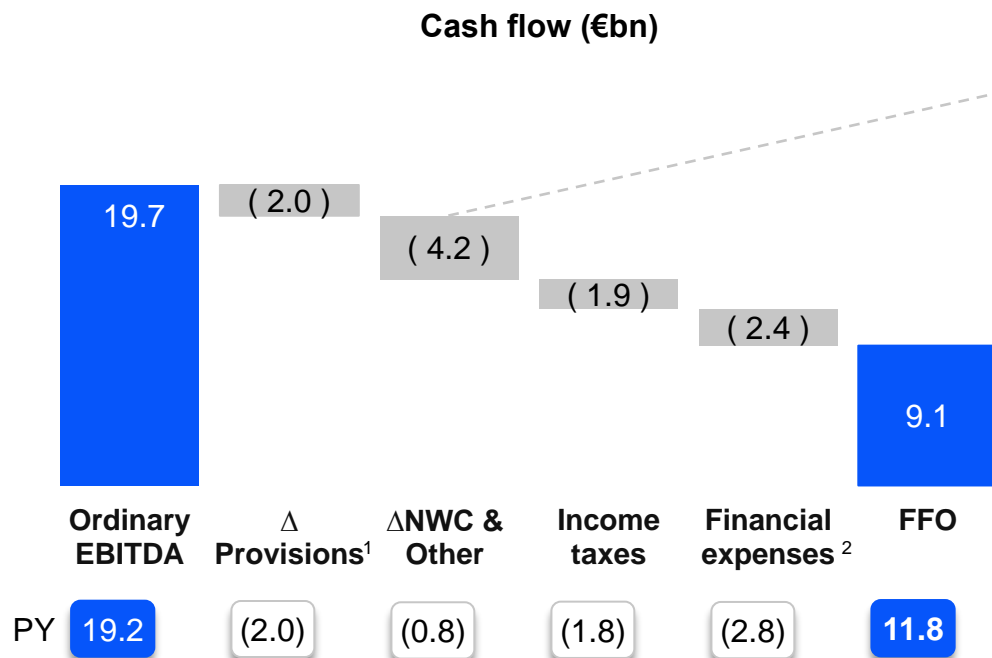 Cash flow (€bn)
19.7
( 2.0 )
( 4.2 )
( 1.9 )
( 2.4 )
9.1
Ordinary
EBITDA
∆
Provisions¹
∆NWC &
Other
Income
taxes
Financial
expenses ²
FFO
PY 19.2 (2.0) (0.8) (1.8) (2.8) 11.8